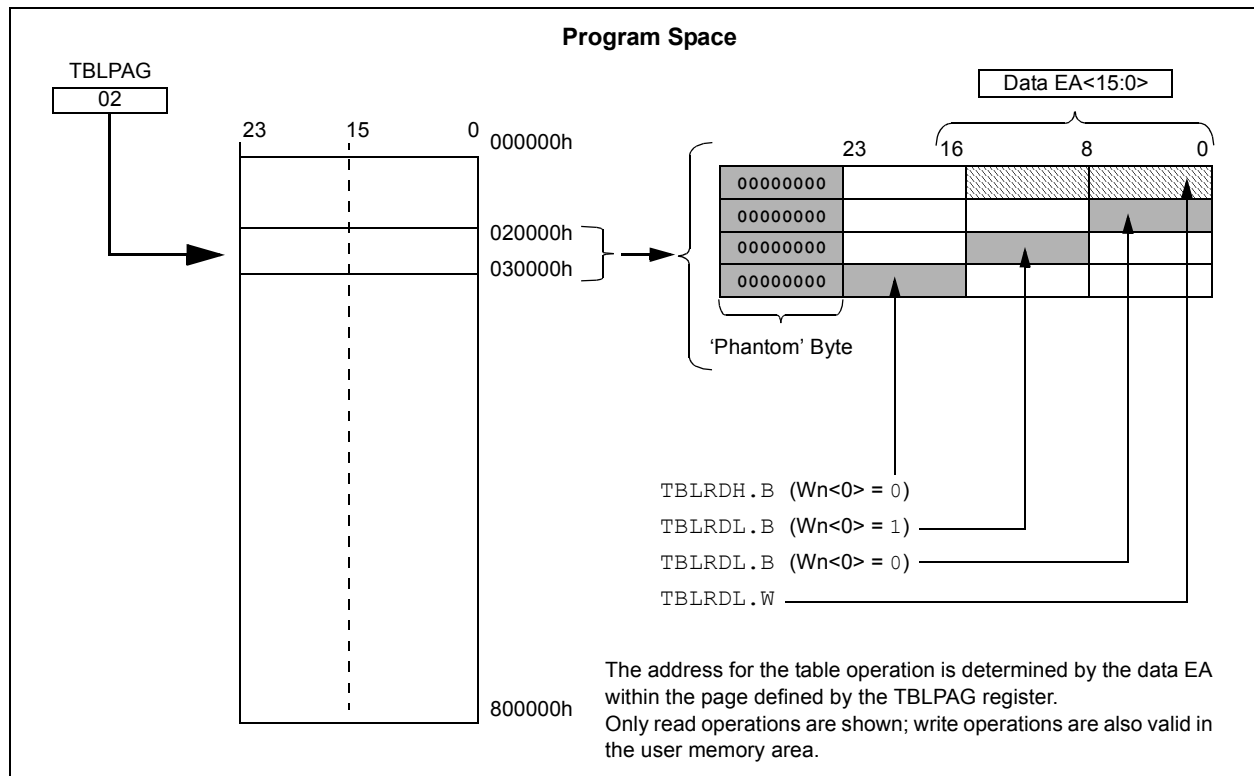 Program Space
TBLPAG
02
Data EA<15:0>
23 15 0
000000h
020000h
030000h
800000h
23 16 8 0
00000000
00000000
00000000
00000000
‘Phantom’ Byte
TBLRDH.B (Wn<0> = 0)
TBLRDL.B (Wn<0> = 1)
TBLRDL.B (Wn<0> = 0)
TBLRDL.W
The address for the table operation is determined by the data EA
within the page defined by the TBLPAG register.
Only read operations are shown; write operations are also valid in
the user memory area.